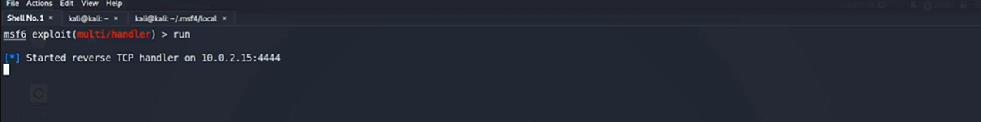 File Actions Edit View Help
Shell No. 1 × kali@kali: ~ × kali@kali: ~/.msf4/local ×
msf6 exploit(multi/handler) > run
[*] Started reverse TCP handler on 10.0.2.15:4444